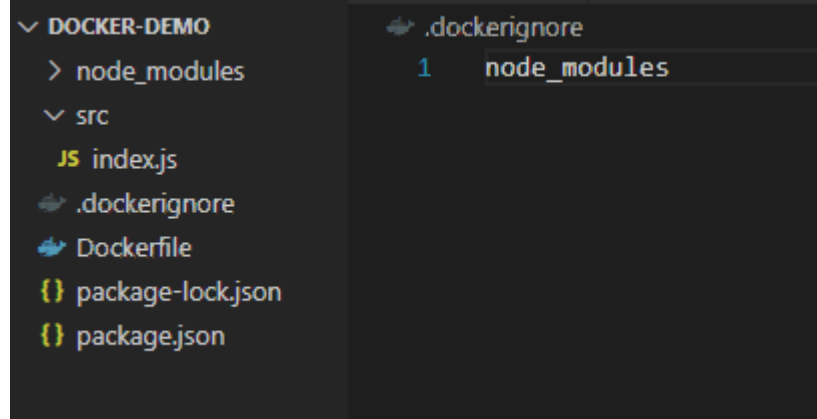 DOCKER-DEMO
node_modules
src
JS index.js
.dockerignore
Dockerfile
{} package-lock.json
{} package.json
.dockerignore
1 node_modules